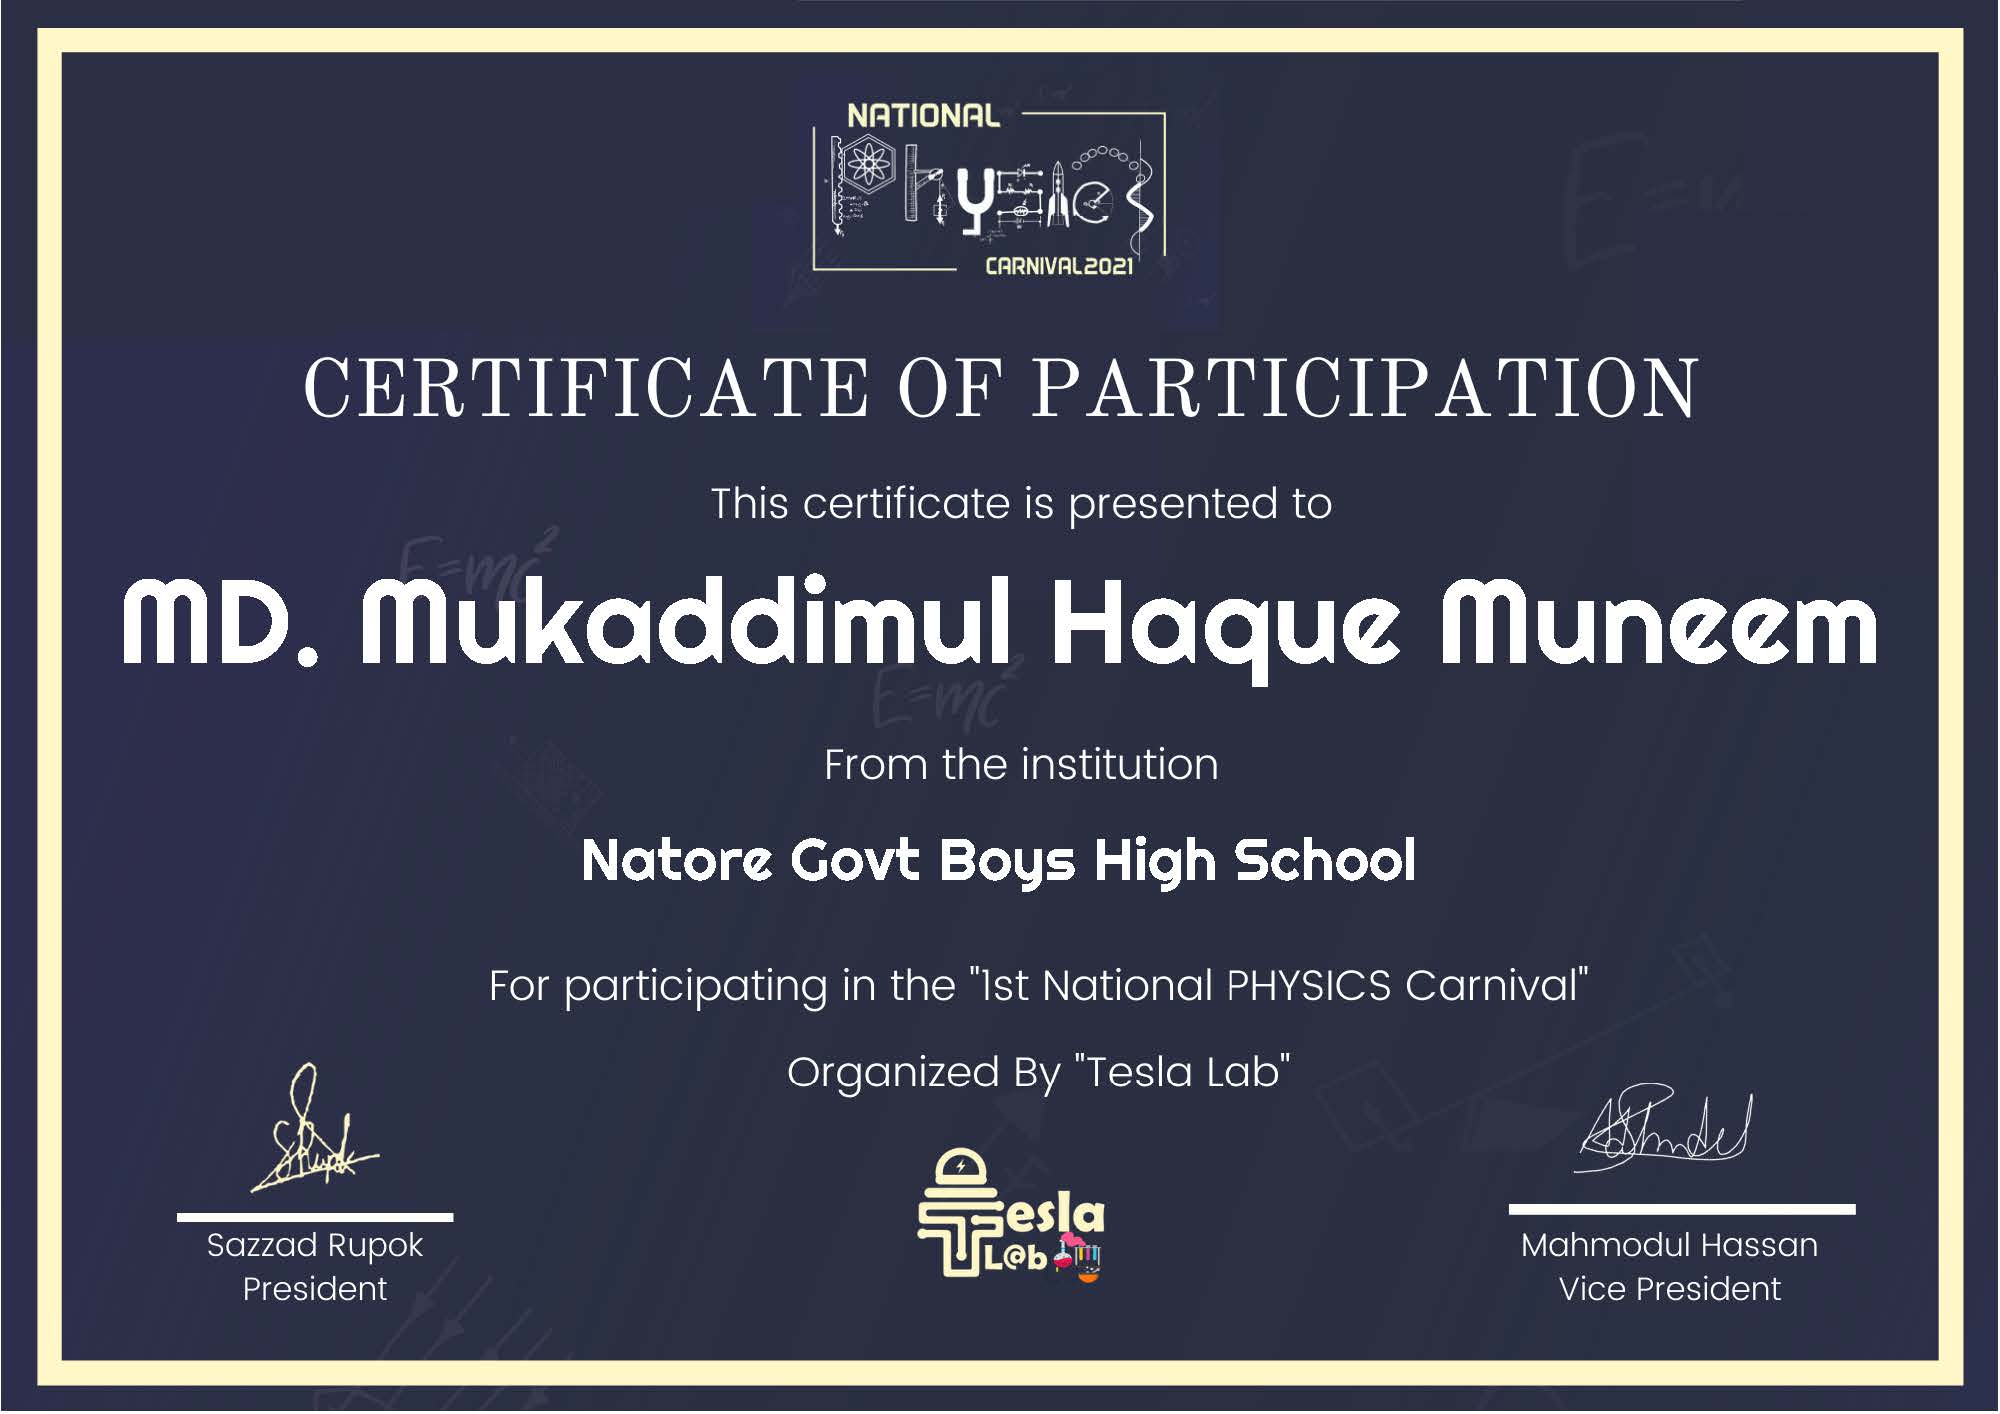 NATIONAL
Physics
CARNIVAL2021
CERTIFICATE OF PARTICIPATION
This certificate is presented to
E=mc²
MD. Mukaddimul Haque Muneem
E=mc²
From the institution
Natore Govt Boys High School
For participating in the "1st National PHYSICS Carnival"
Organized By "Tesla Lab"
Tesla
L@b
Sazzad Rupok
President
Mahmodul Hassan
Vice President